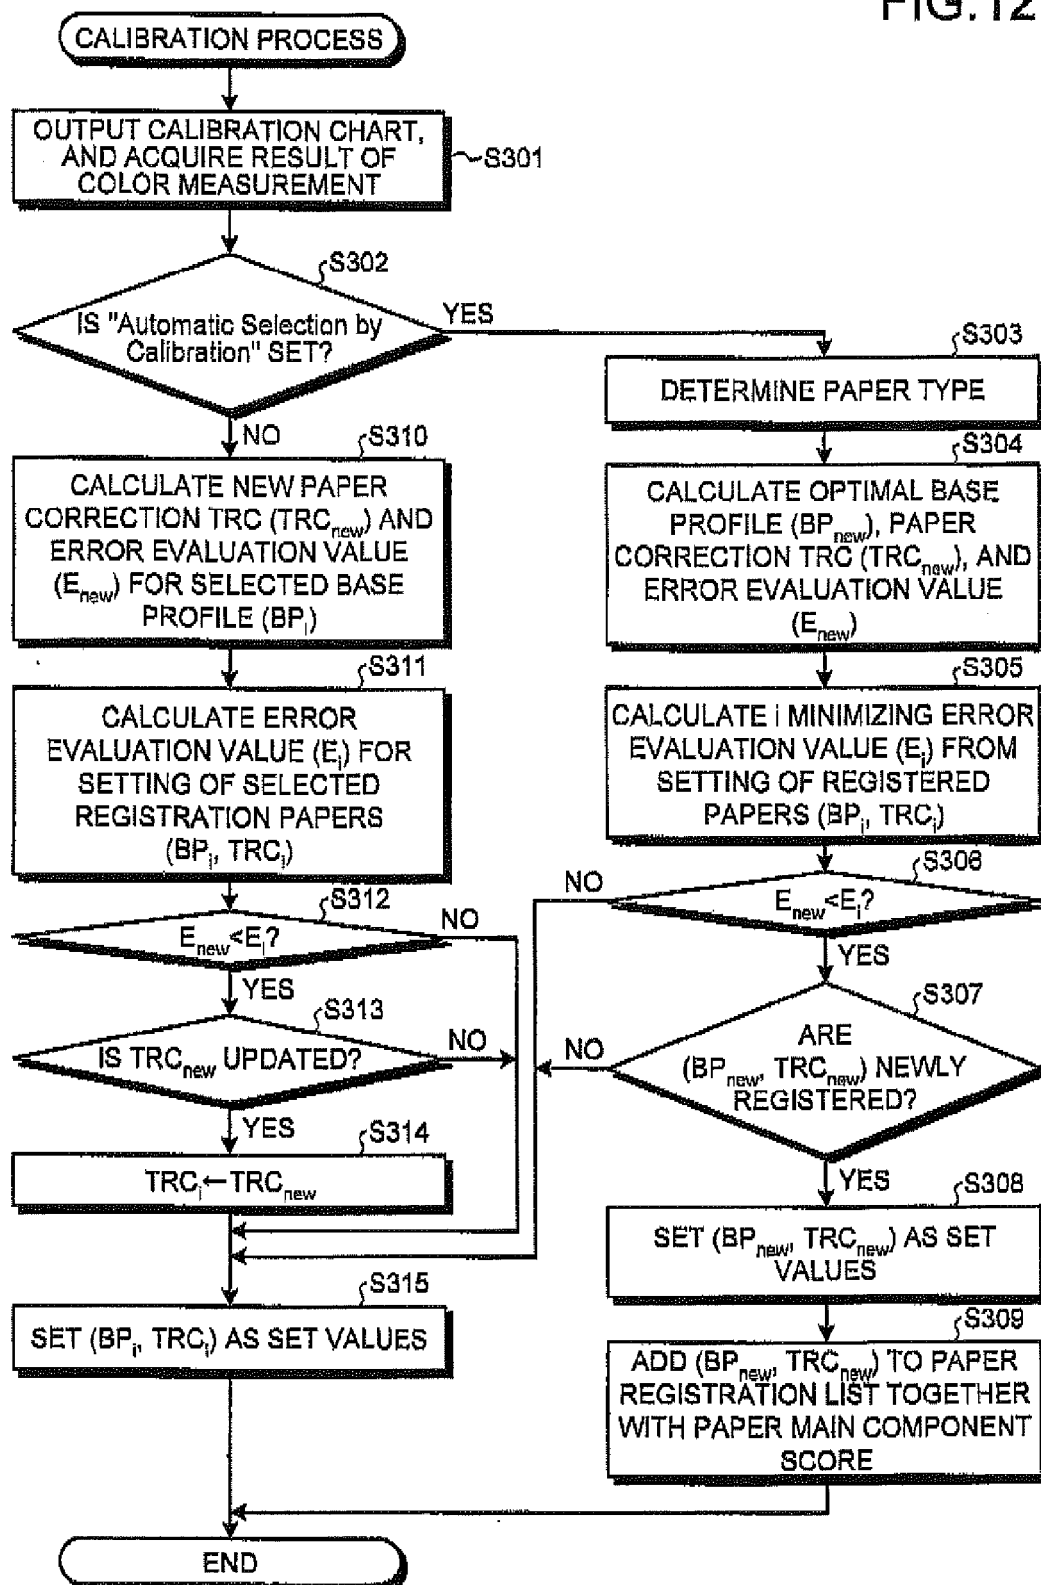 FIG.12
CALIBRATION PROCESS
OUTPUT CALIBRATION CHART,
AND ACQUIRE RESULT OF
COLOR MEASUREMENT
S301
S302
IS "Automatic Selection by
Calibration" SET?
YES
NO
S303
DETERMINE PAPER TYPE
S304
CALCULATE OPTIMAL BASE
PROFILE (BPnew), PAPER
CORRECTION TRC (TRCnew), AND
ERROR EVALUATION VALUE
(Enew)
S305
CALCULATE i MINIMIZING ERROR
EVALUATION VALUE (Ei) FROM
SETTING OF REGISTERED
PAPERS (BPi, TRCi)
S306
Enew<Ei?
NO
YES
S307
ARE
(BPnew, TRCnew) NEWLY
REGISTERED?
NO
YES
S308
SET (BPnew, TRCnew) AS SET
VALUES
S309
ADD (BPnew, TRCnew) TO PAPER
REGISTRATION LIST TOGETHER
WITH PAPER MAIN COMPONENT
SCORE
S310
CALCULATE NEW PAPER
CORRECTION TRC (TRCnew) AND
ERROR EVALUATION VALUE
(Enew) FOR SELECTED BASE
PROFILE (BPi)
S311
CALCULATE ERROR
EVALUATION VALUE (Ei) FOR
SETTING OF SELECTED
REGISTRATION PAPERS
(BPi, TRCi)
S312
Enew<Ei?
NO
YES
S313
IS TRCnew UPDATED?
NO
YES
S314
TRCi←TRCnew
S315
SET (BPi, TRCi) AS SET VALUES
END